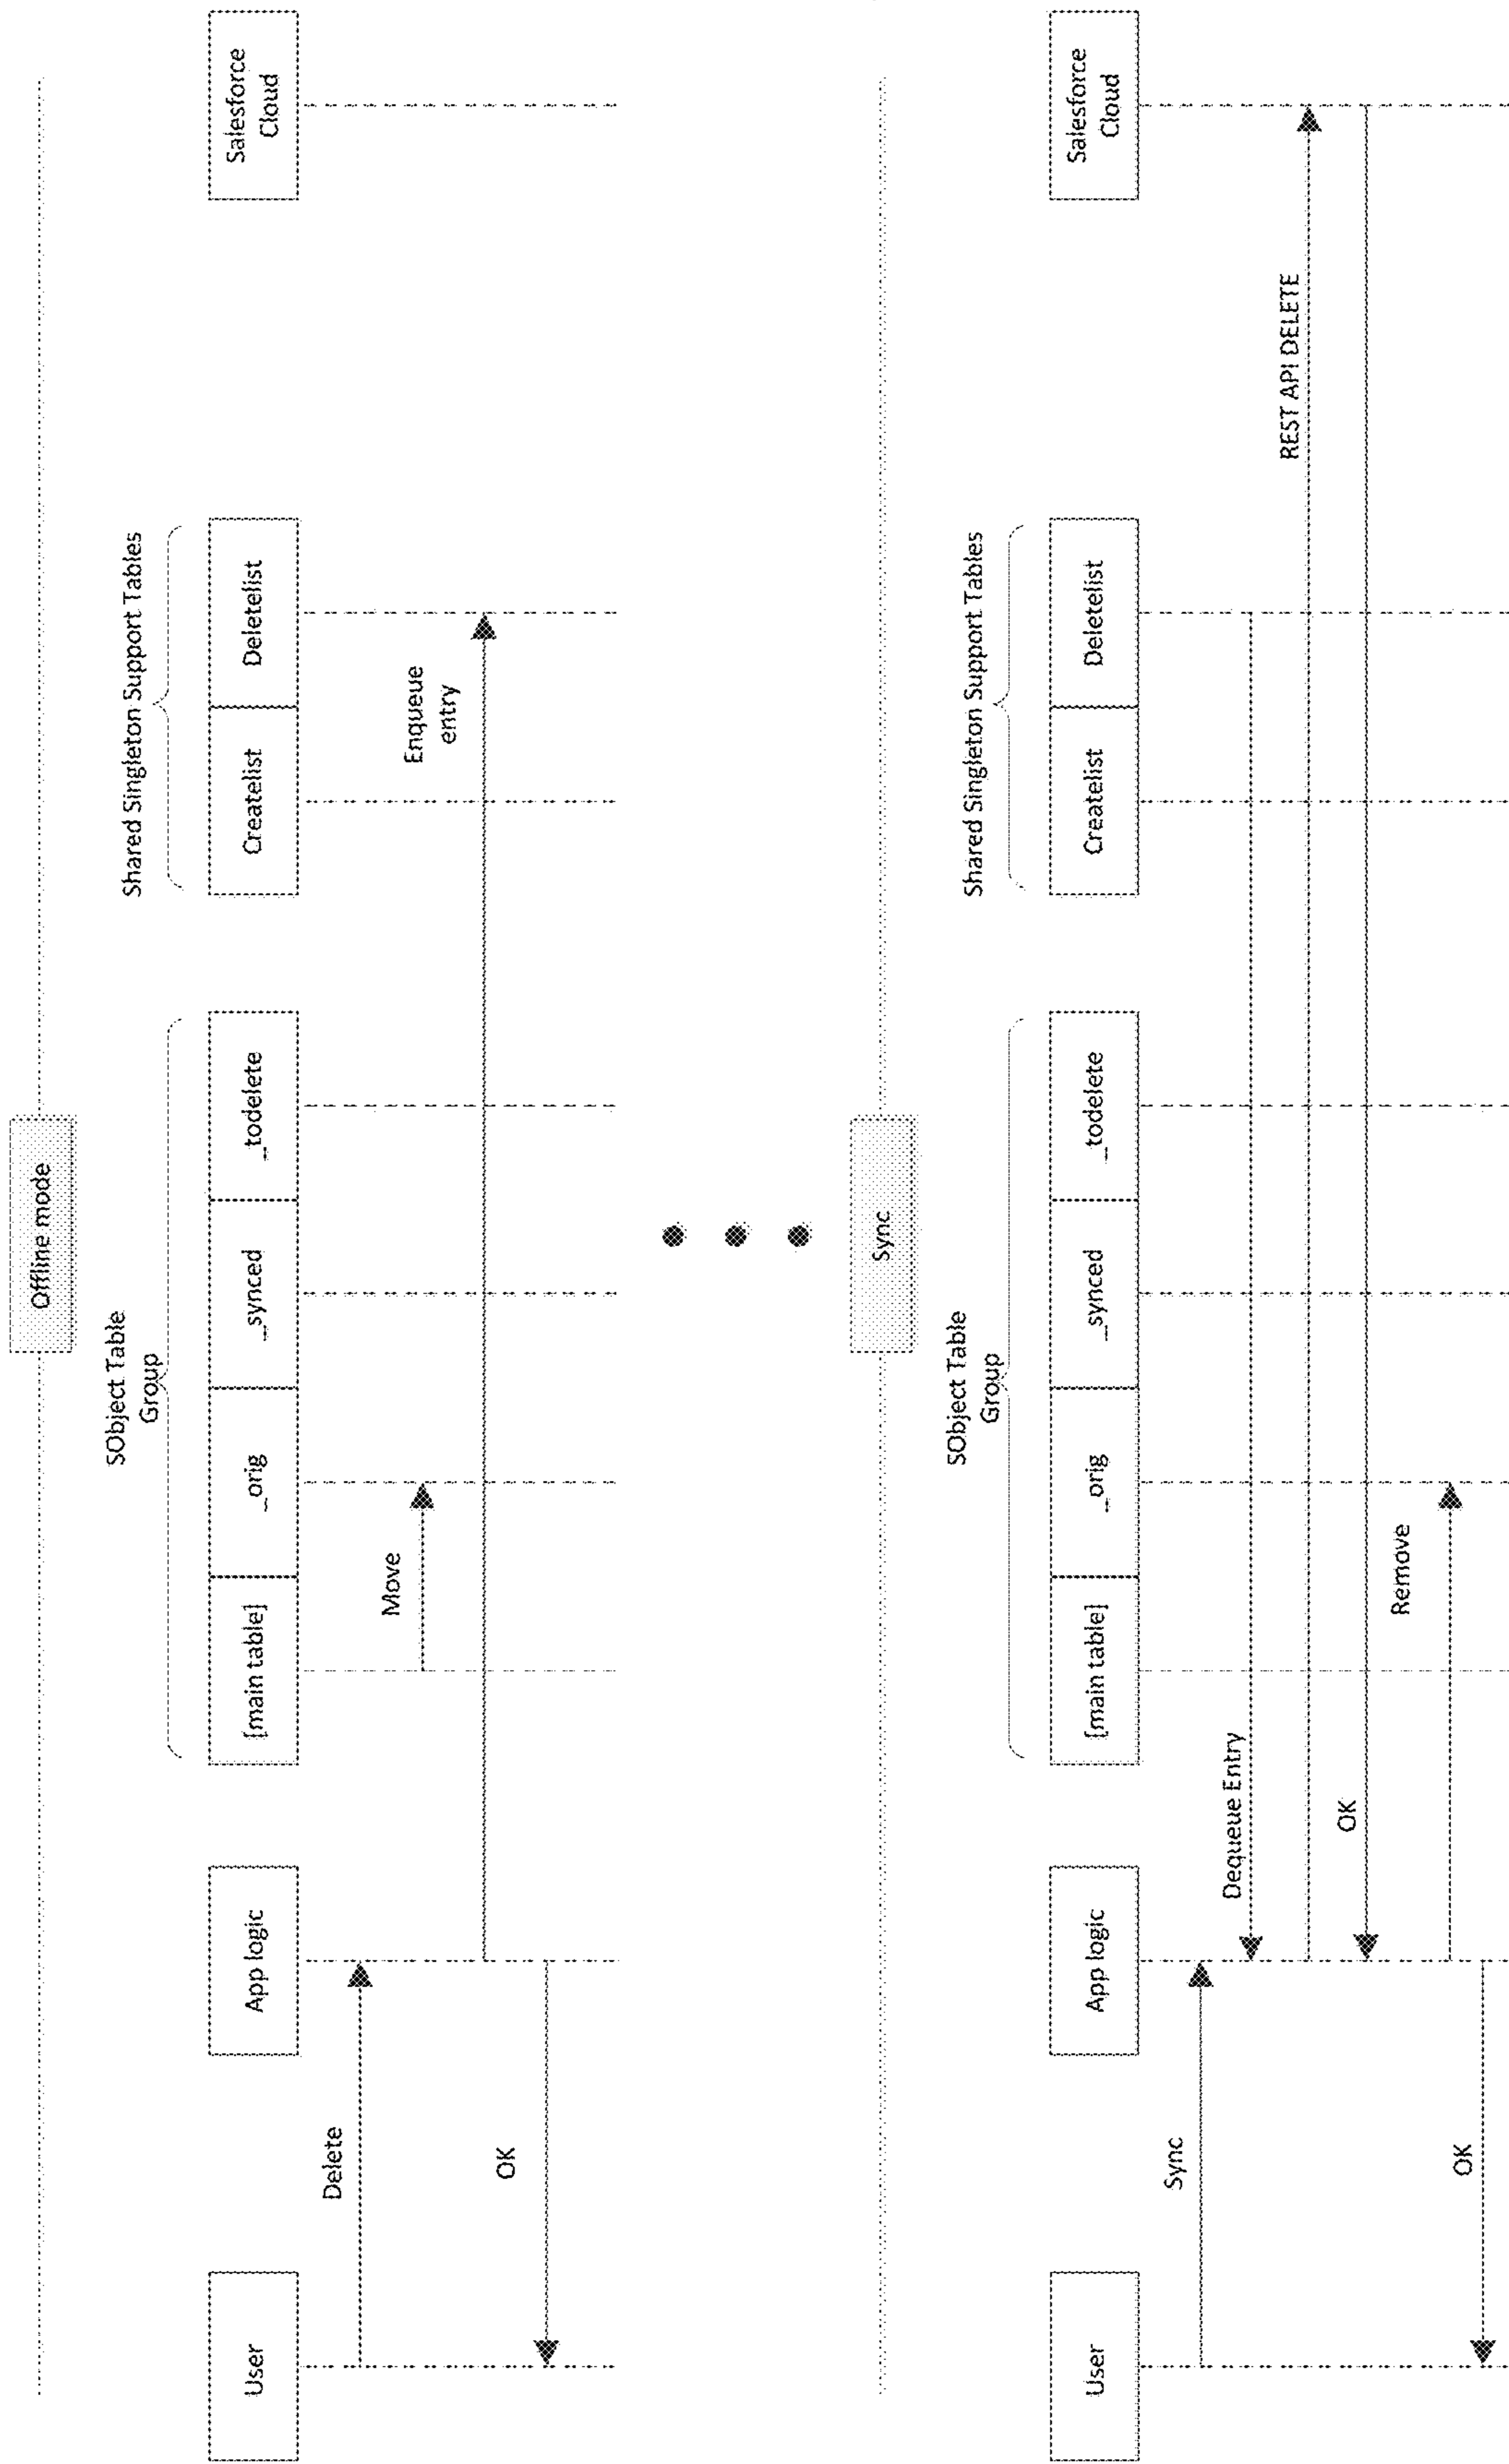 Offline mode
SObject Table
Group
Shared Singleton Support Tables
User
App logic
[main table]
_orig
_synced
_todelete
Createlist
Deletelist
Salesforce
Cloud
Delete
Move
Enqueue
entry
OK
Sync
SObject Table
Group
Shared Singleton Support Tables
User
App logic
[main table]
_orig
_synced
_todelete
Createlist
Deletelist
Salesforce
Cloud
Sync
Dequeue Entry
REST API DELETE
OK
Remove
OK